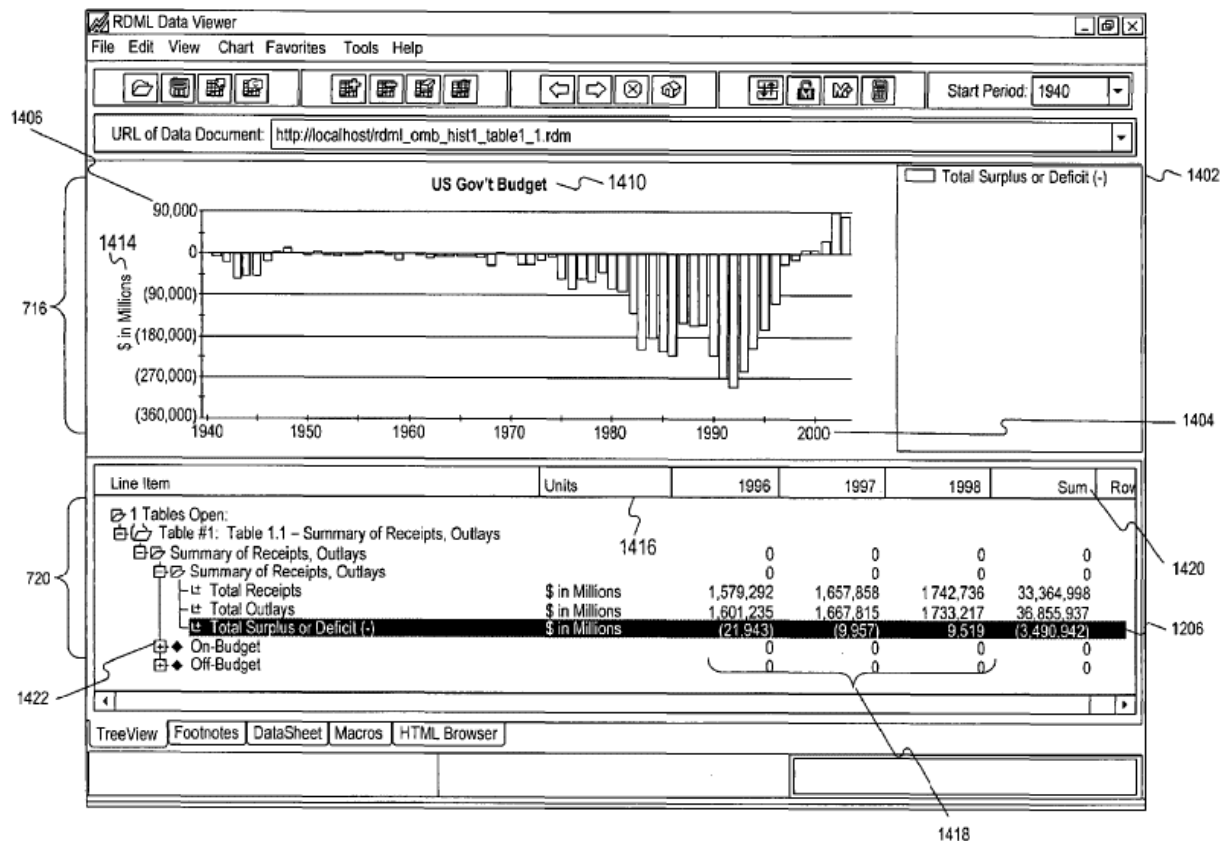 RDML Data Viewer
File Edit View Chart Favorites Tools Help
Start Period: 1940
1406
URL of Data Document: http://localhost/rdml_omb_hist1_table1_1.rdm
US Gov't Budget 1410
Total Surplus or Deficit (-)
1402
90,000
1414
0
(90,000)
716
$ in Millions
(180,000)
(270,000)
(360,000)
1940 1950 1960 1970 1980 1990 2000
1404
Line Item Units 1996 1997 1998 Sum Row
1 Tables Open:
Table #1: Table 1.1 – Summary of Receipts, Outlays
1416
Summary of Receipts, Outlays 0 0 0 0
1420
720
Summary of Receipts, Outlays 0 0 0 0
Total Receipts $ in Millions 1,579,292 1,657,858 1 742,736 33,364,998
Total Outlays $ in Millions 1,601,235 1,667,815 1 733,217 36,855,937
Total Surplus or Deficit (-) $ in Millions (21,943) (9,957) 9,519 (3,490,942)
1206
On-Budget 0 0 0 0
Off-Budget 0 0 0 0
1422
TreeView Footnotes DataSheet Macros HTML Browser
1418